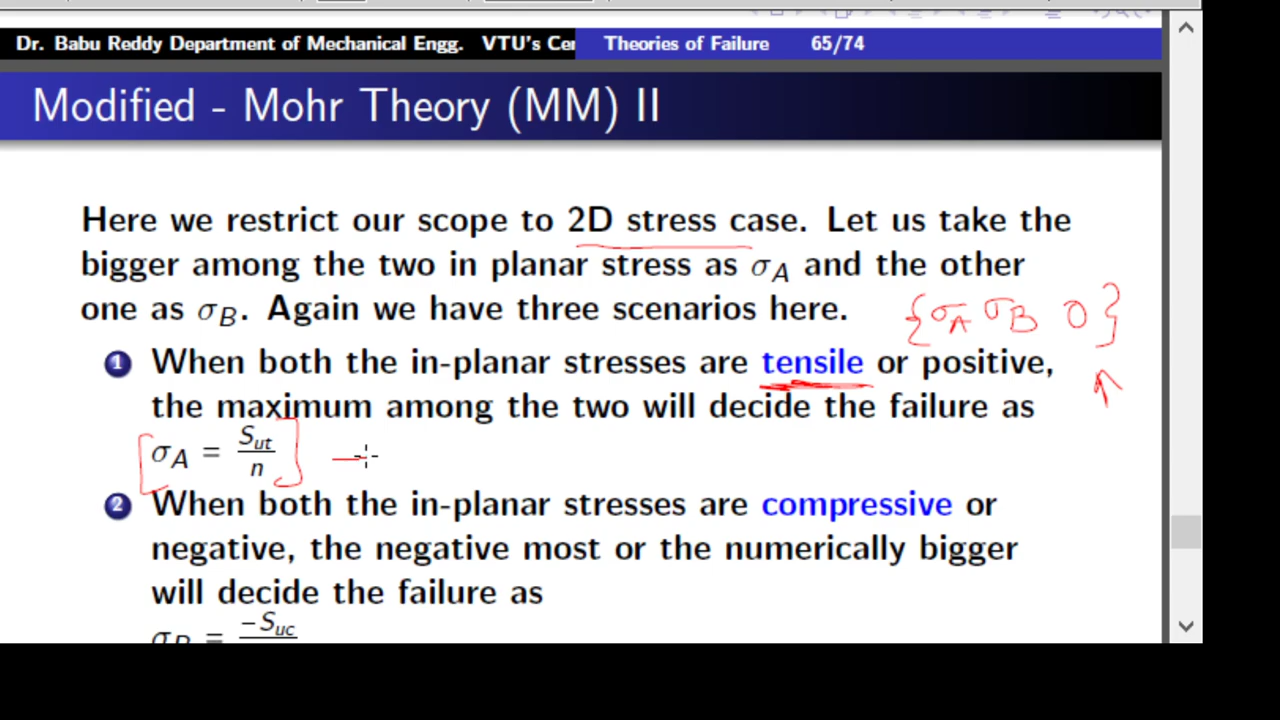 Dr. Babu Reddy Department of Mechanical Engg. VTU's Cen Theories of Failure 65/74
Modified - Mohr Theory (MM) II
Here we restrict our scope to 2D stress case. Let us take the
bigger among the two in planar stress as σA and the other
one as σB. Again we have three scenarios here.
{σA σB 0}
1 When both the in-planar stresses are tensile or positive,
the maximum among the two will decide the failure as
σA = Sut/n
2 When both the in-planar stresses are compressive or
negative, the negative most or the numerically bigger
will decide the failure as
σB = −Suc